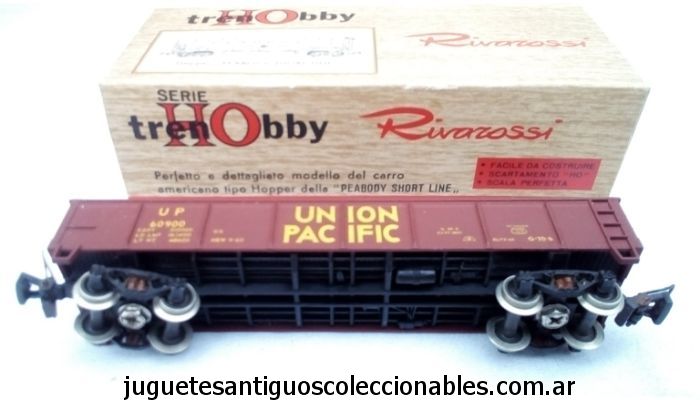 trenHObby
Rivarossi
SERIE
trenHObby
Rivarossi
Perfetto e dettagliato modello del carro
americano tipo Hopper della "PEABODY SHORT LINE"
• FACILE DA COSTRUIRE
• SCARTAMENTO "HO"
• SCALA PERFETTA
U P
60900
UNION
PACIFIC
juguetesantiguoscoleccionables.com.ar